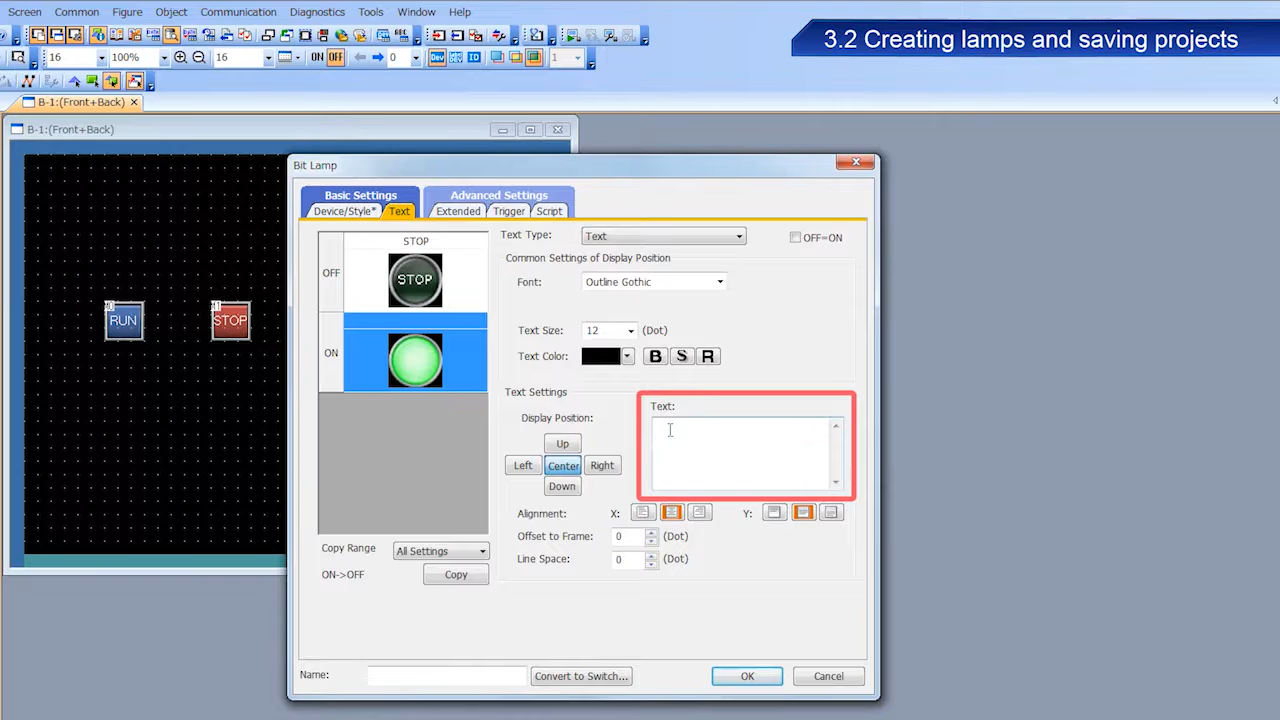 Screen Common Figure Object Communication Diagnostics Tools Window Help
3.2 Creating lamps and saving projects
16 100% 16 ON OFF 0 Dev ID 1
B-1:(Front+Back)
B-1:(Front+Back)
Bit Lamp
Basic Settings Advanced Settings
Device/Style* Text Extended Trigger Script
STOP
OFF
STOP
ON
Copy Range All Settings
ON->OFF Copy
Text Type: Text OFF=ON
Common Settings of Display Position
Font: Outline Gothic
Text Size: 12 (Dot)
Text Color: B S R
Text Settings
Display Position:
Up
Left Center Right
Down
Text:
Alignment: X: Y:
Offset to Frame: 0 (Dot)
Line Space: 0 (Dot)
RUN STOP
Name: Convert to Switch... OK Cancel